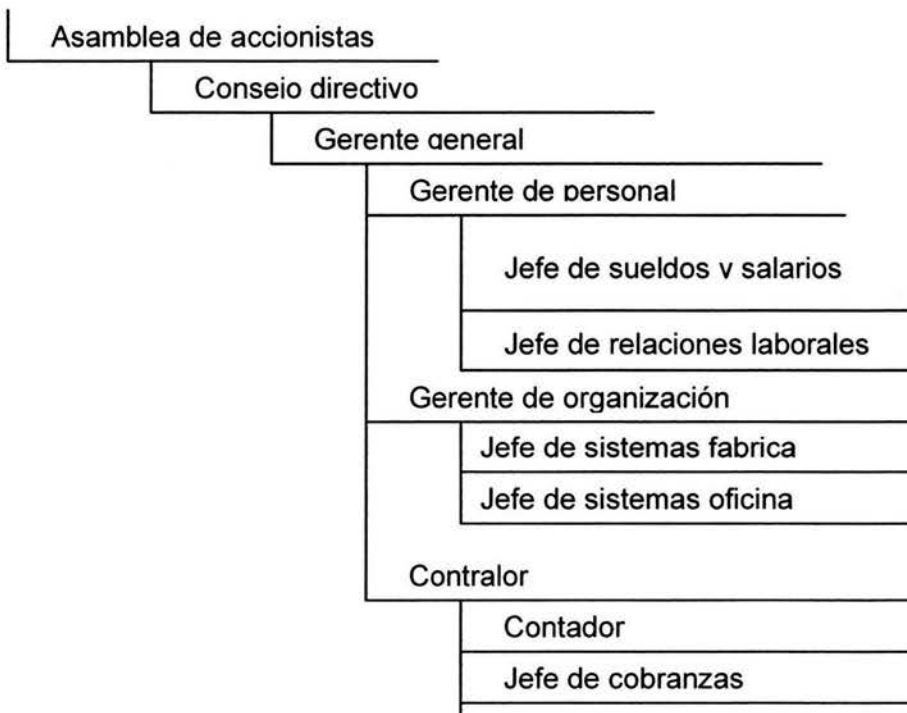 Asamblea de accionistas
Consejo directivo
Gerente general
Gerente de personal
Jefe de sueldos y salarios
Jefe de relaciones laborales
Gerente de organización
Jefe de sistemas fabrica
Jefe de sistemas oficina
Contralor
Contador
Jefe de cobranzas